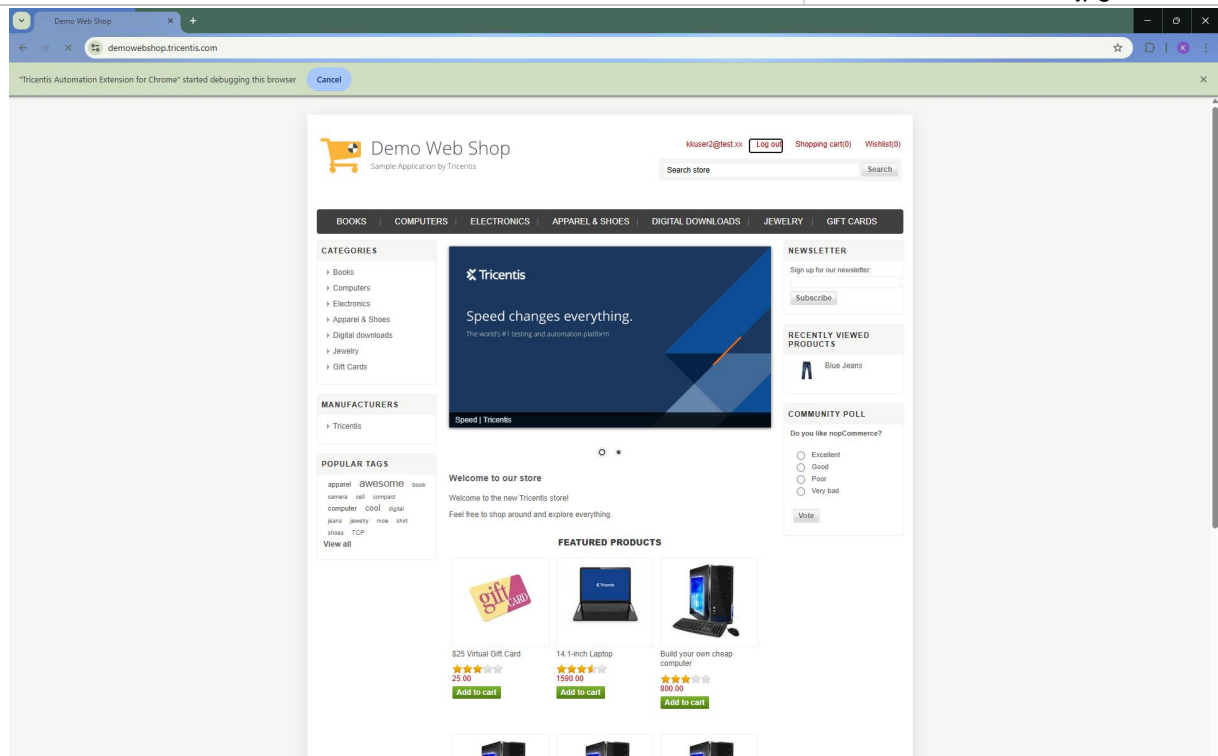 Demo Web Shop
demowebshop.tricentis.com
K
"Tricentis Automation Extension for Chrome" started debugging this browser Cancel
Demo Web Shop
Sample Application by Tricentis
kkuser2@test.xx Log out Shopping cart(0) Wishlist(0)
Search store Search
BOOKS COMPUTERS ELECTRONICS APPAREL & SHOES DIGITAL DOWNLOADS JEWELRY GIFT CARDS
CATEGORIES
Books
Computers
Electronics
Apparel & Shoes
Digital downloads
Jewelry
Gift Cards
MANUFACTURERS
Tricentis
POPULAR TAGS
apparel awesome book
camera cell compact
computer cool digital
jeans jewelry nice shirt
shoes TCP
View all
Tricentis
Speed changes everything.
The world's #1 testing and automation platform
Speed | Tricentis
Welcome to our store
Welcome to the new Tricentis store!
Feel free to shop around and explore everything.
FEATURED PRODUCTS
gift CARD
Tricentis
$25 Virtual Gift Card
25.00
Add to cart
14.1-inch Laptop
1590.00
Add to cart
Build your own cheap
computer
800.00
Add to cart
NEWSLETTER
Sign up for our newsletter:
Subscribe
RECENTLY VIEWED
PRODUCTS
Blue Jeans
COMMUNITY POLL
Do you like nopCommerce?
Excellent
Good
Poor
Very bad
Vote